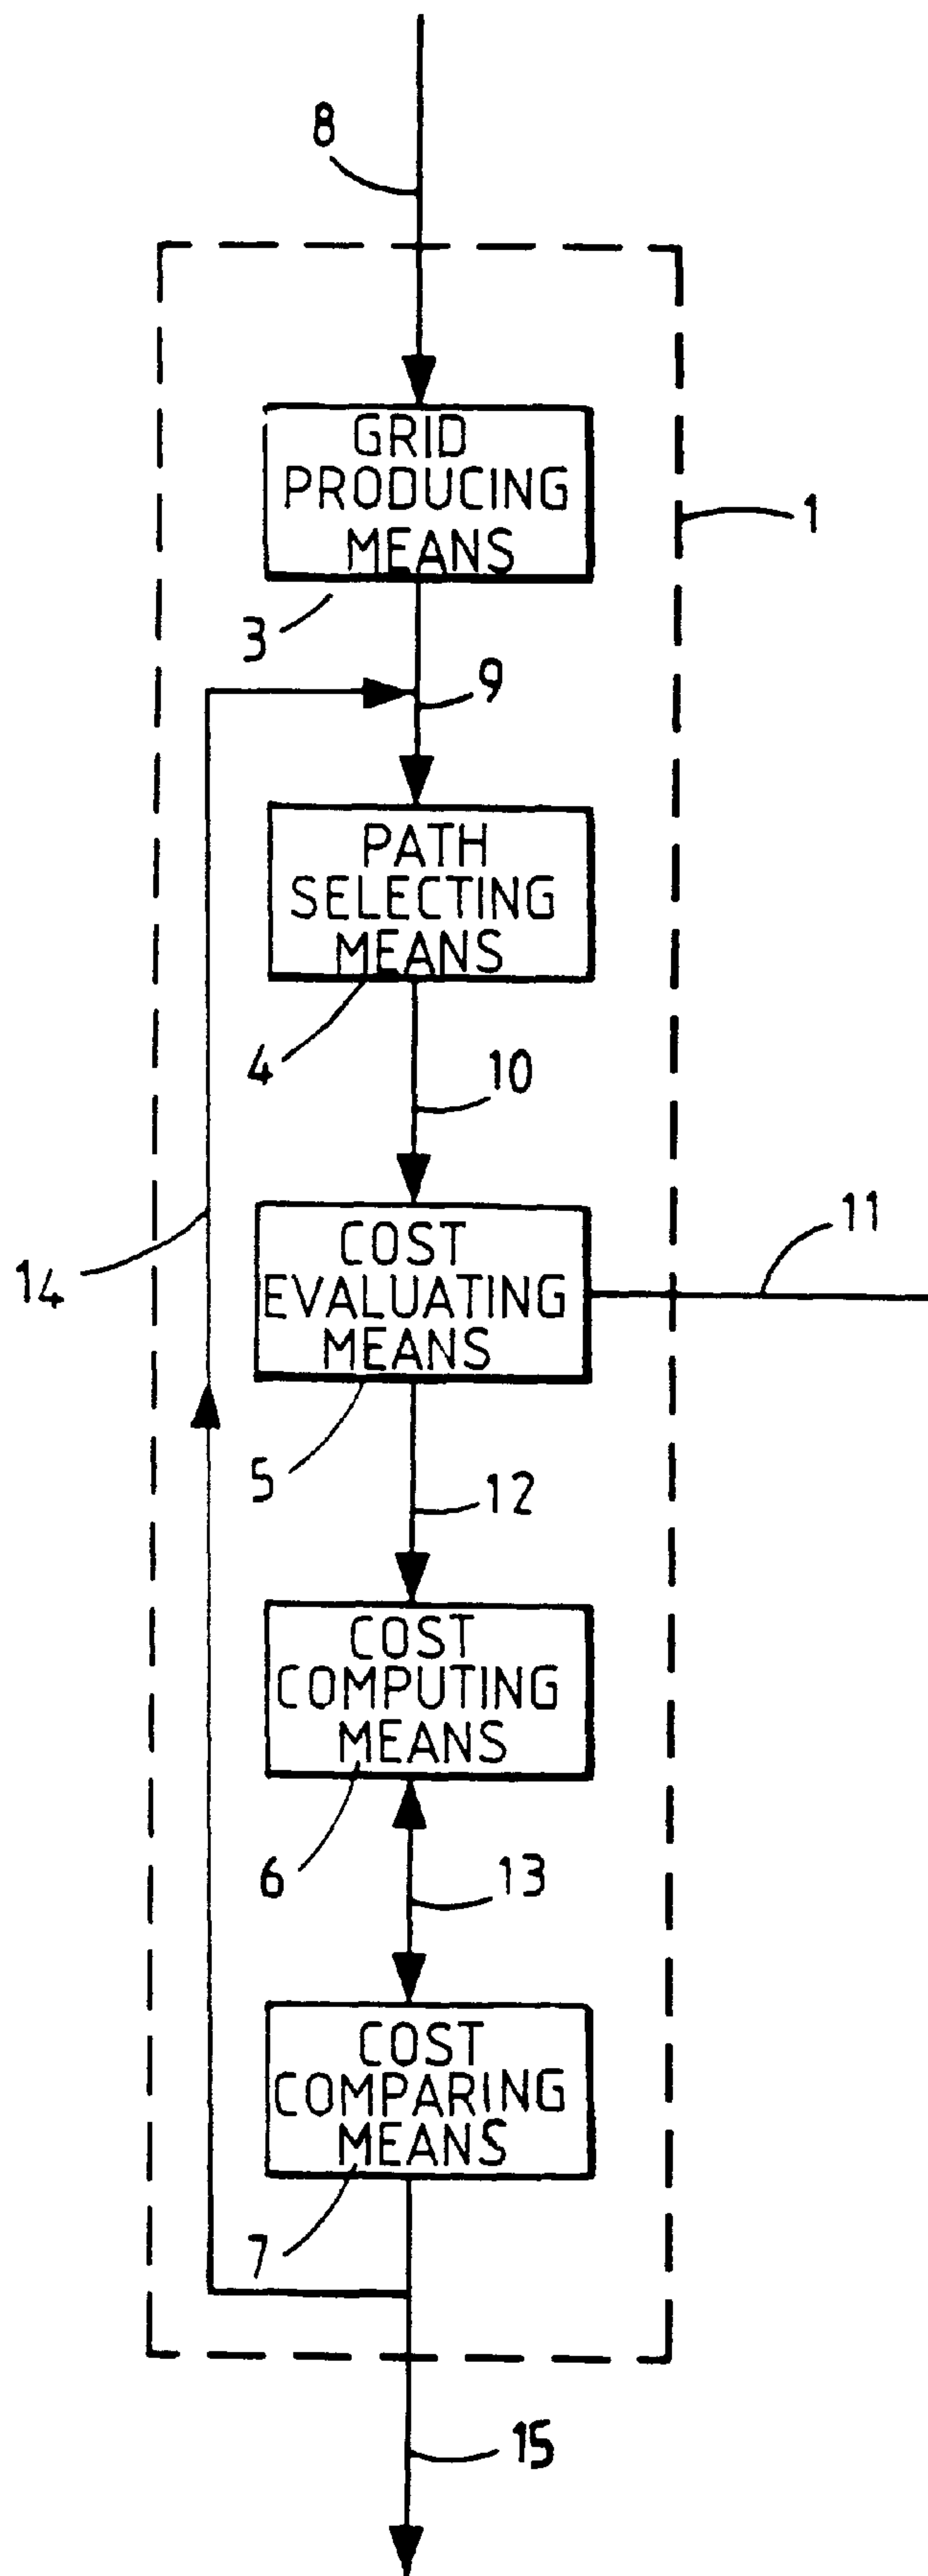 8
GRID
PRODUCING
MEANS
1
3
9
PATH
SELECTING
MEANS
4
10
COST
EVALUATING
MEANS
11
14
5
12
COST
COMPUTING
MEANS
6
13
COST
COMPARING
MEANS
7
15